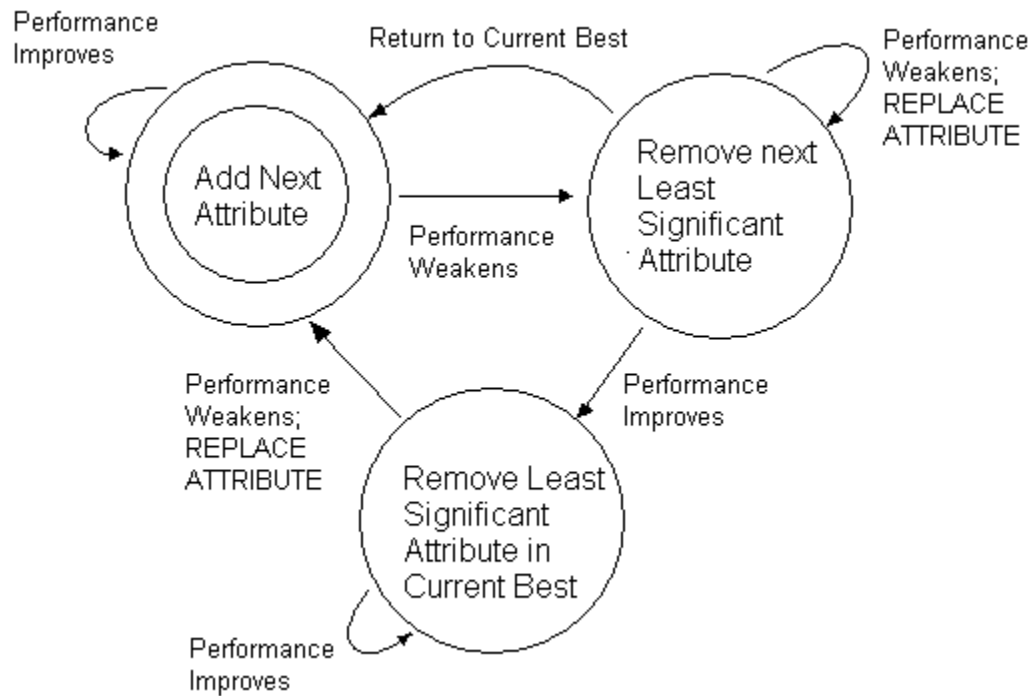 Performance
Improves
Return to Current Best
Performance
Weakens;
REPLACE
ATTRIBUTE
Add Next
Attribute
Remove next
Least
Significant
Attribute
Performance
Weakens
Performance
Weakens;
REPLACE
ATTRIBUTE
Performance
Improves
Remove Least
Significant
Attribute in
Current Best
Performance
Improves